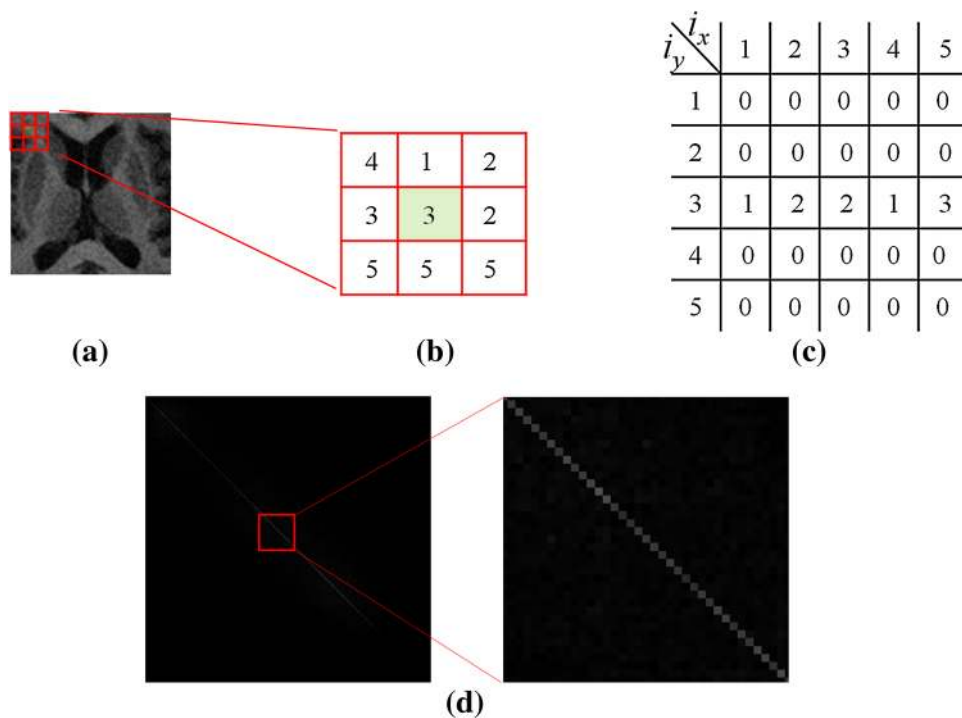 4 1 2
3 3 2
5 5 5
i_x
i_y
1 2 3 4 5
1 0 0 0 0 0
2 0 0 0 0 0
3 1 2 2 1 3
4 0 0 0 0 0
5 0 0 0 0 0
(a)
(b)
(c)
(d)